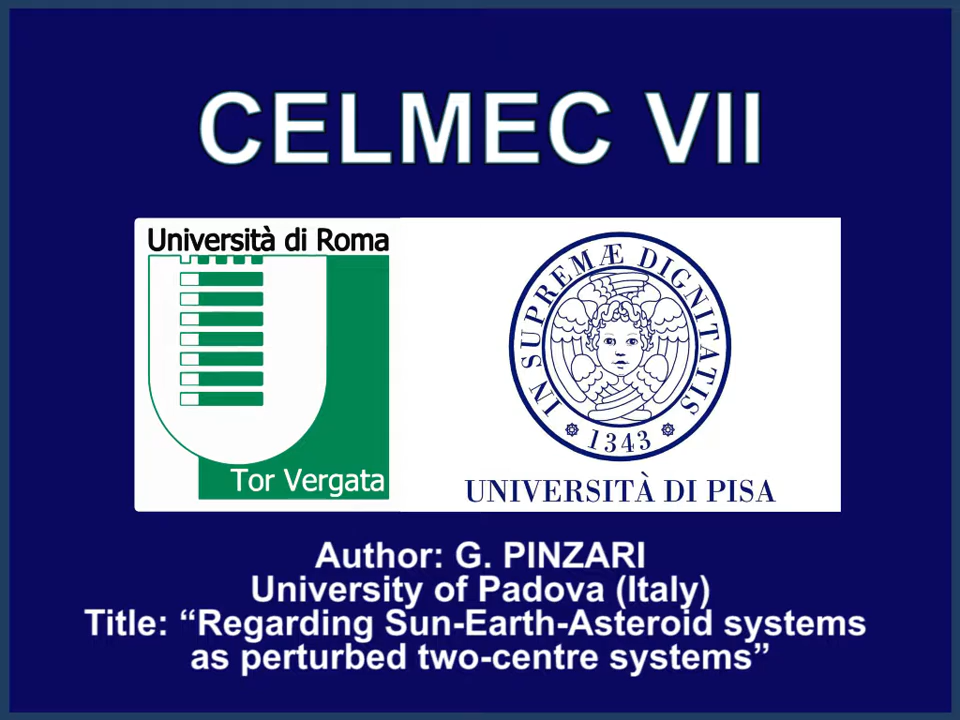 CELMEC VII
Università di Roma
Tor Vergata
IN SUPREMÆ DIGNITATIS
1343
UNIVERSITÀ DI PISA
Author: G. PINZARI
University of Padova (Italy)
Title: “Regarding Sun-Earth-Asteroid systems
as perturbed two-centre systems”